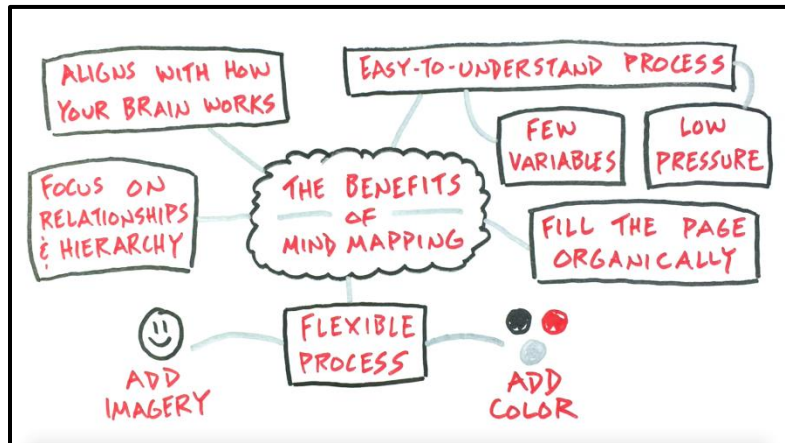 ALIGNS WITH HOW
YOUR BRAIN WORKS
EASY-TO-UNDERSTAND PROCESS
FEW
VARIABLES
LOW
PRESSURE
FOCUS ON
RELATIONSHIPS
& HIERARCHY
THE BENEFITS
OF
MIND MAPPING
FILL THE PAGE
ORGANICALLY
FLEXIBLE
PROCESS
ADD
IMAGERY
ADD
COLOR